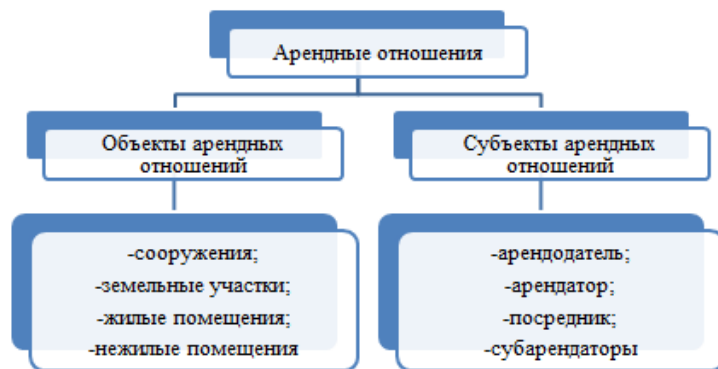 Арендные отношения
Объекты арендных
отношений
Субъекты арендных
отношений
-сооружения;
-земельные участки;
-жилые помещения;
-нежилые помещения
-арендодатель;
-арендатор;
-посредник;
-субарендаторы